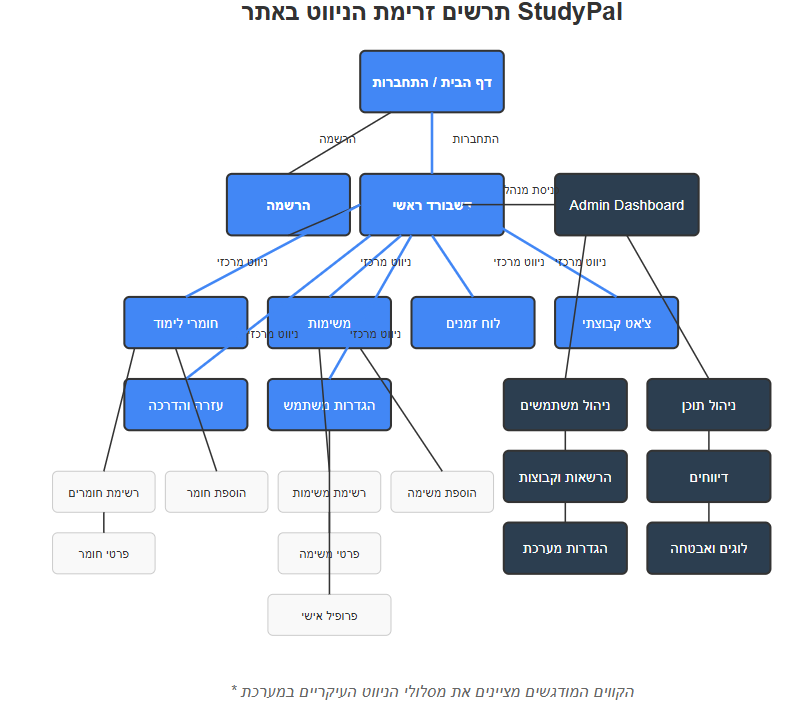 תרשים זרימת הניווט באתר StudyPal
דף הבית / התחברות
הרשמה
התחברות
הרשמה
דשבורד ראשי
כניסת מנהל
Admin Dashboard
ניווט מרכזי
ניווט מרכזי
ניווט מרכזי
ניווט מרכזי
חומרי לימוד
משימות
לוח זמנים
צ'אט קבוצתי
ניווט מרכזי
ניווט מרכזי
עזרה והדרכה
הגדרות משתמש
ניהול משתמשים
ניהול תוכן
רשימת חומרים
הוספת חומר
רשימת משימות
הוספת משימה
הרשאות וקבוצות
דיווחים
פרטי חומר
פרטי משימה
הגדרות מערכת
לוגים ואבטחה
פרופיל אישי
* הקווים המודגשים מציינים את מסלולי הניווט העיקריים במערכת